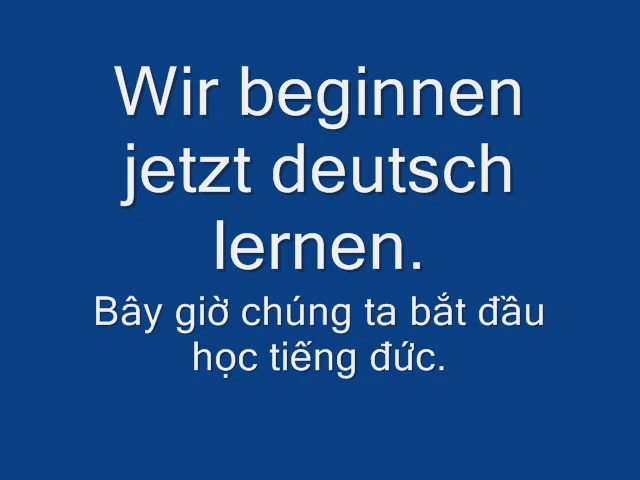 Wir beginnen
jetzt deutsch
lernen.
Bây giờ chúng ta bắt đầu
học tiếng đức.